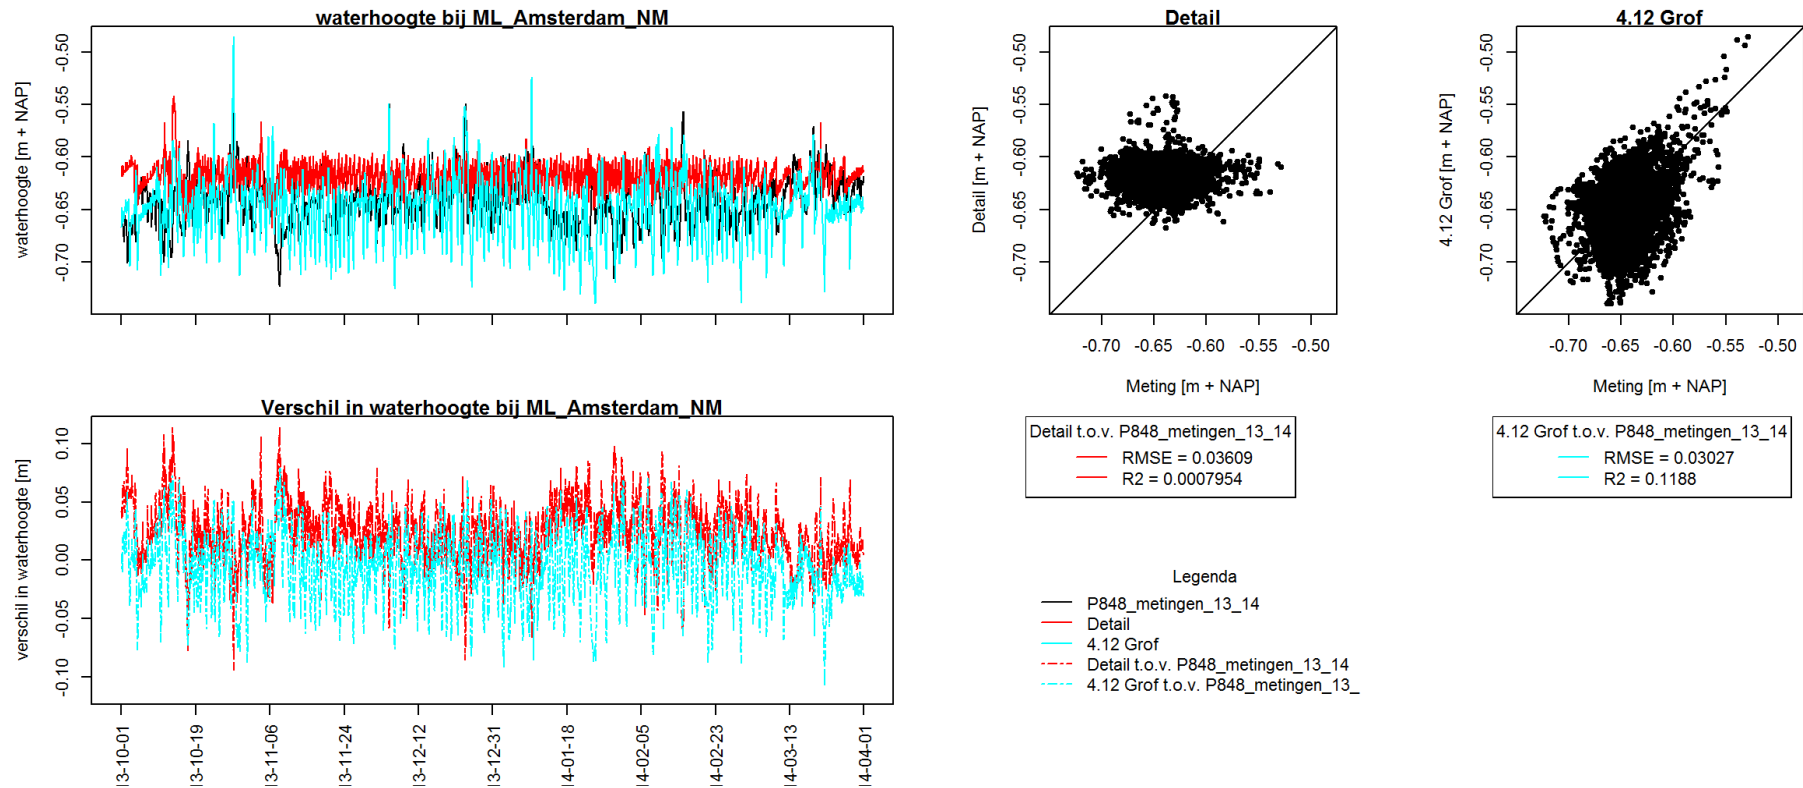 waterhoogte bij ML_Amsterdam_NM
waterhoogte [m + NAP]
-0.50
-0.55
-0.60
-0.65
-0.70
Detail
Detail [m + NAP]
-0.50
-0.55
-0.60
-0.65
-0.70
-0.70 -0.65 -0.60 -0.55 -0.50
Meting [m + NAP]
4.12 Grof
4.12 Grof [m + NAP]
-0.50
-0.55
-0.60
-0.65
-0.70
-0.70 -0.65 -0.60 -0.55 -0.50
Meting [m + NAP]
Verschil in waterhoogte bij ML_Amsterdam_NM
verschil in waterhoogte [m]
0.10
0.05
0.00
-0.05
-0.10
13-10-01
13-10-19
13-11-06
13-11-24
13-12-12
13-12-31
14-01-18
14-02-05
14-02-23
14-03-13
14-04-01
Detail t.o.v. P848_metingen_13_14
RMSE = 0.03609
R2 = 0.0007954
4.12 Grof t.o.v. P848_metingen_13_14
RMSE = 0.03027
R2 = 0.1188
Legenda
P848_metingen_13_14
Detail
4.12 Grof
Detail t.o.v. P848_metingen_13_14
4.12 Grof t.o.v. P848_metingen_13_